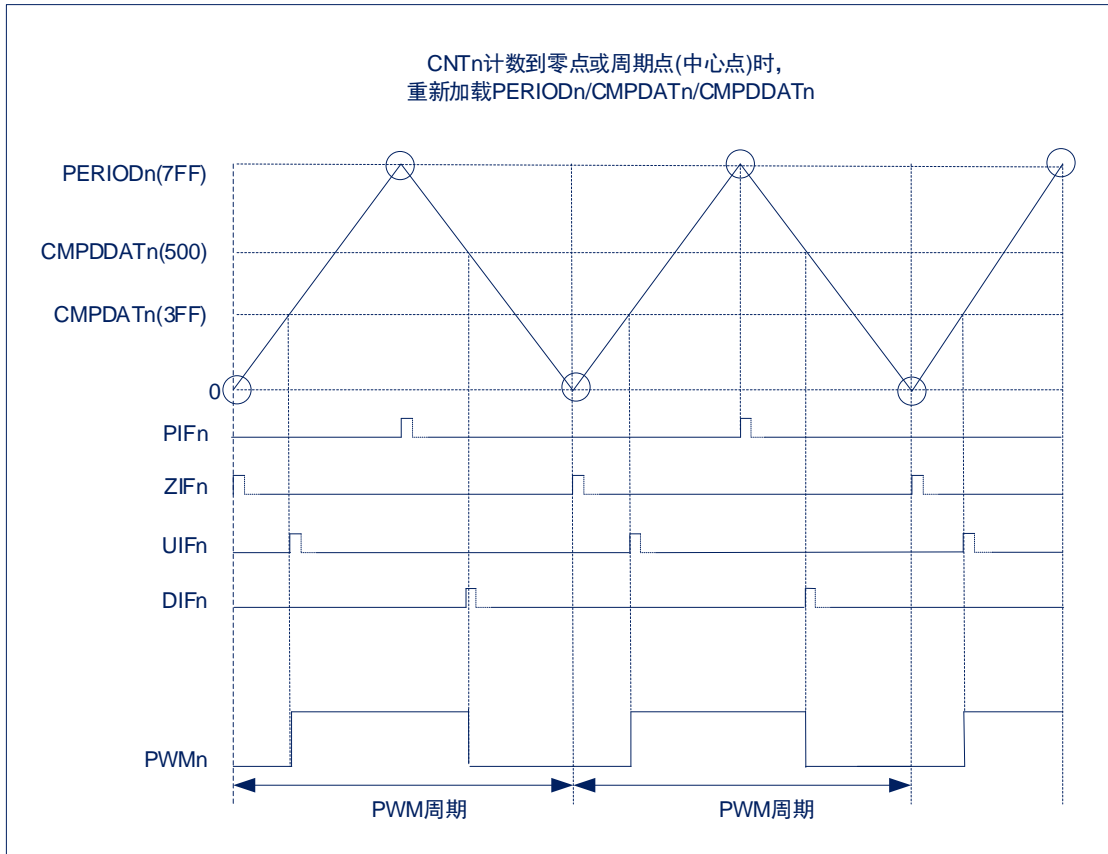 CNTn计数到零点或周期点(中心点)时，
重新加载PERIODn/CMPDATn/CMPDDATn
PERIODn(7FF)
CMPDDATn(500)
CMPDATn(3FF)
0
PIFn
ZIFn
UIFn
DIFn
PWMn
PWM周期
PWM周期